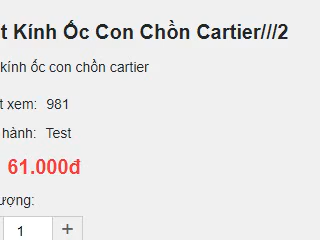 t Kính Ốc Con Chồn Cartier///2
kính ốc con chồn cartier
t xem: 981
hành: Test
61.000đ
ượng:
1 +